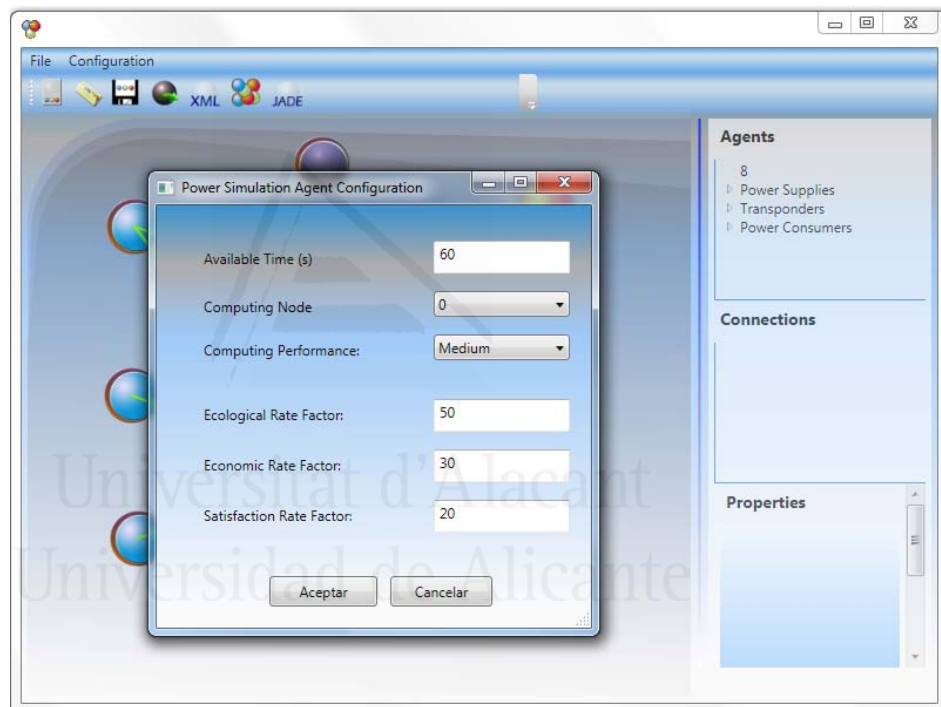 File Configuration
XML JADE
Power Simulation Agent Configuration
Available Time (s) 60
Computing Node 0
Computing Performance: Medium
Ecological Rate Factor: 50
Economic Rate Factor: 30
Satisfaction Rate Factor: 20
Aceptar Cancelar
Agents
8
Power Supplies
Transponders
Power Consumers
Connections
Properties
Universitat d'Alacant
Universidad de Alicante